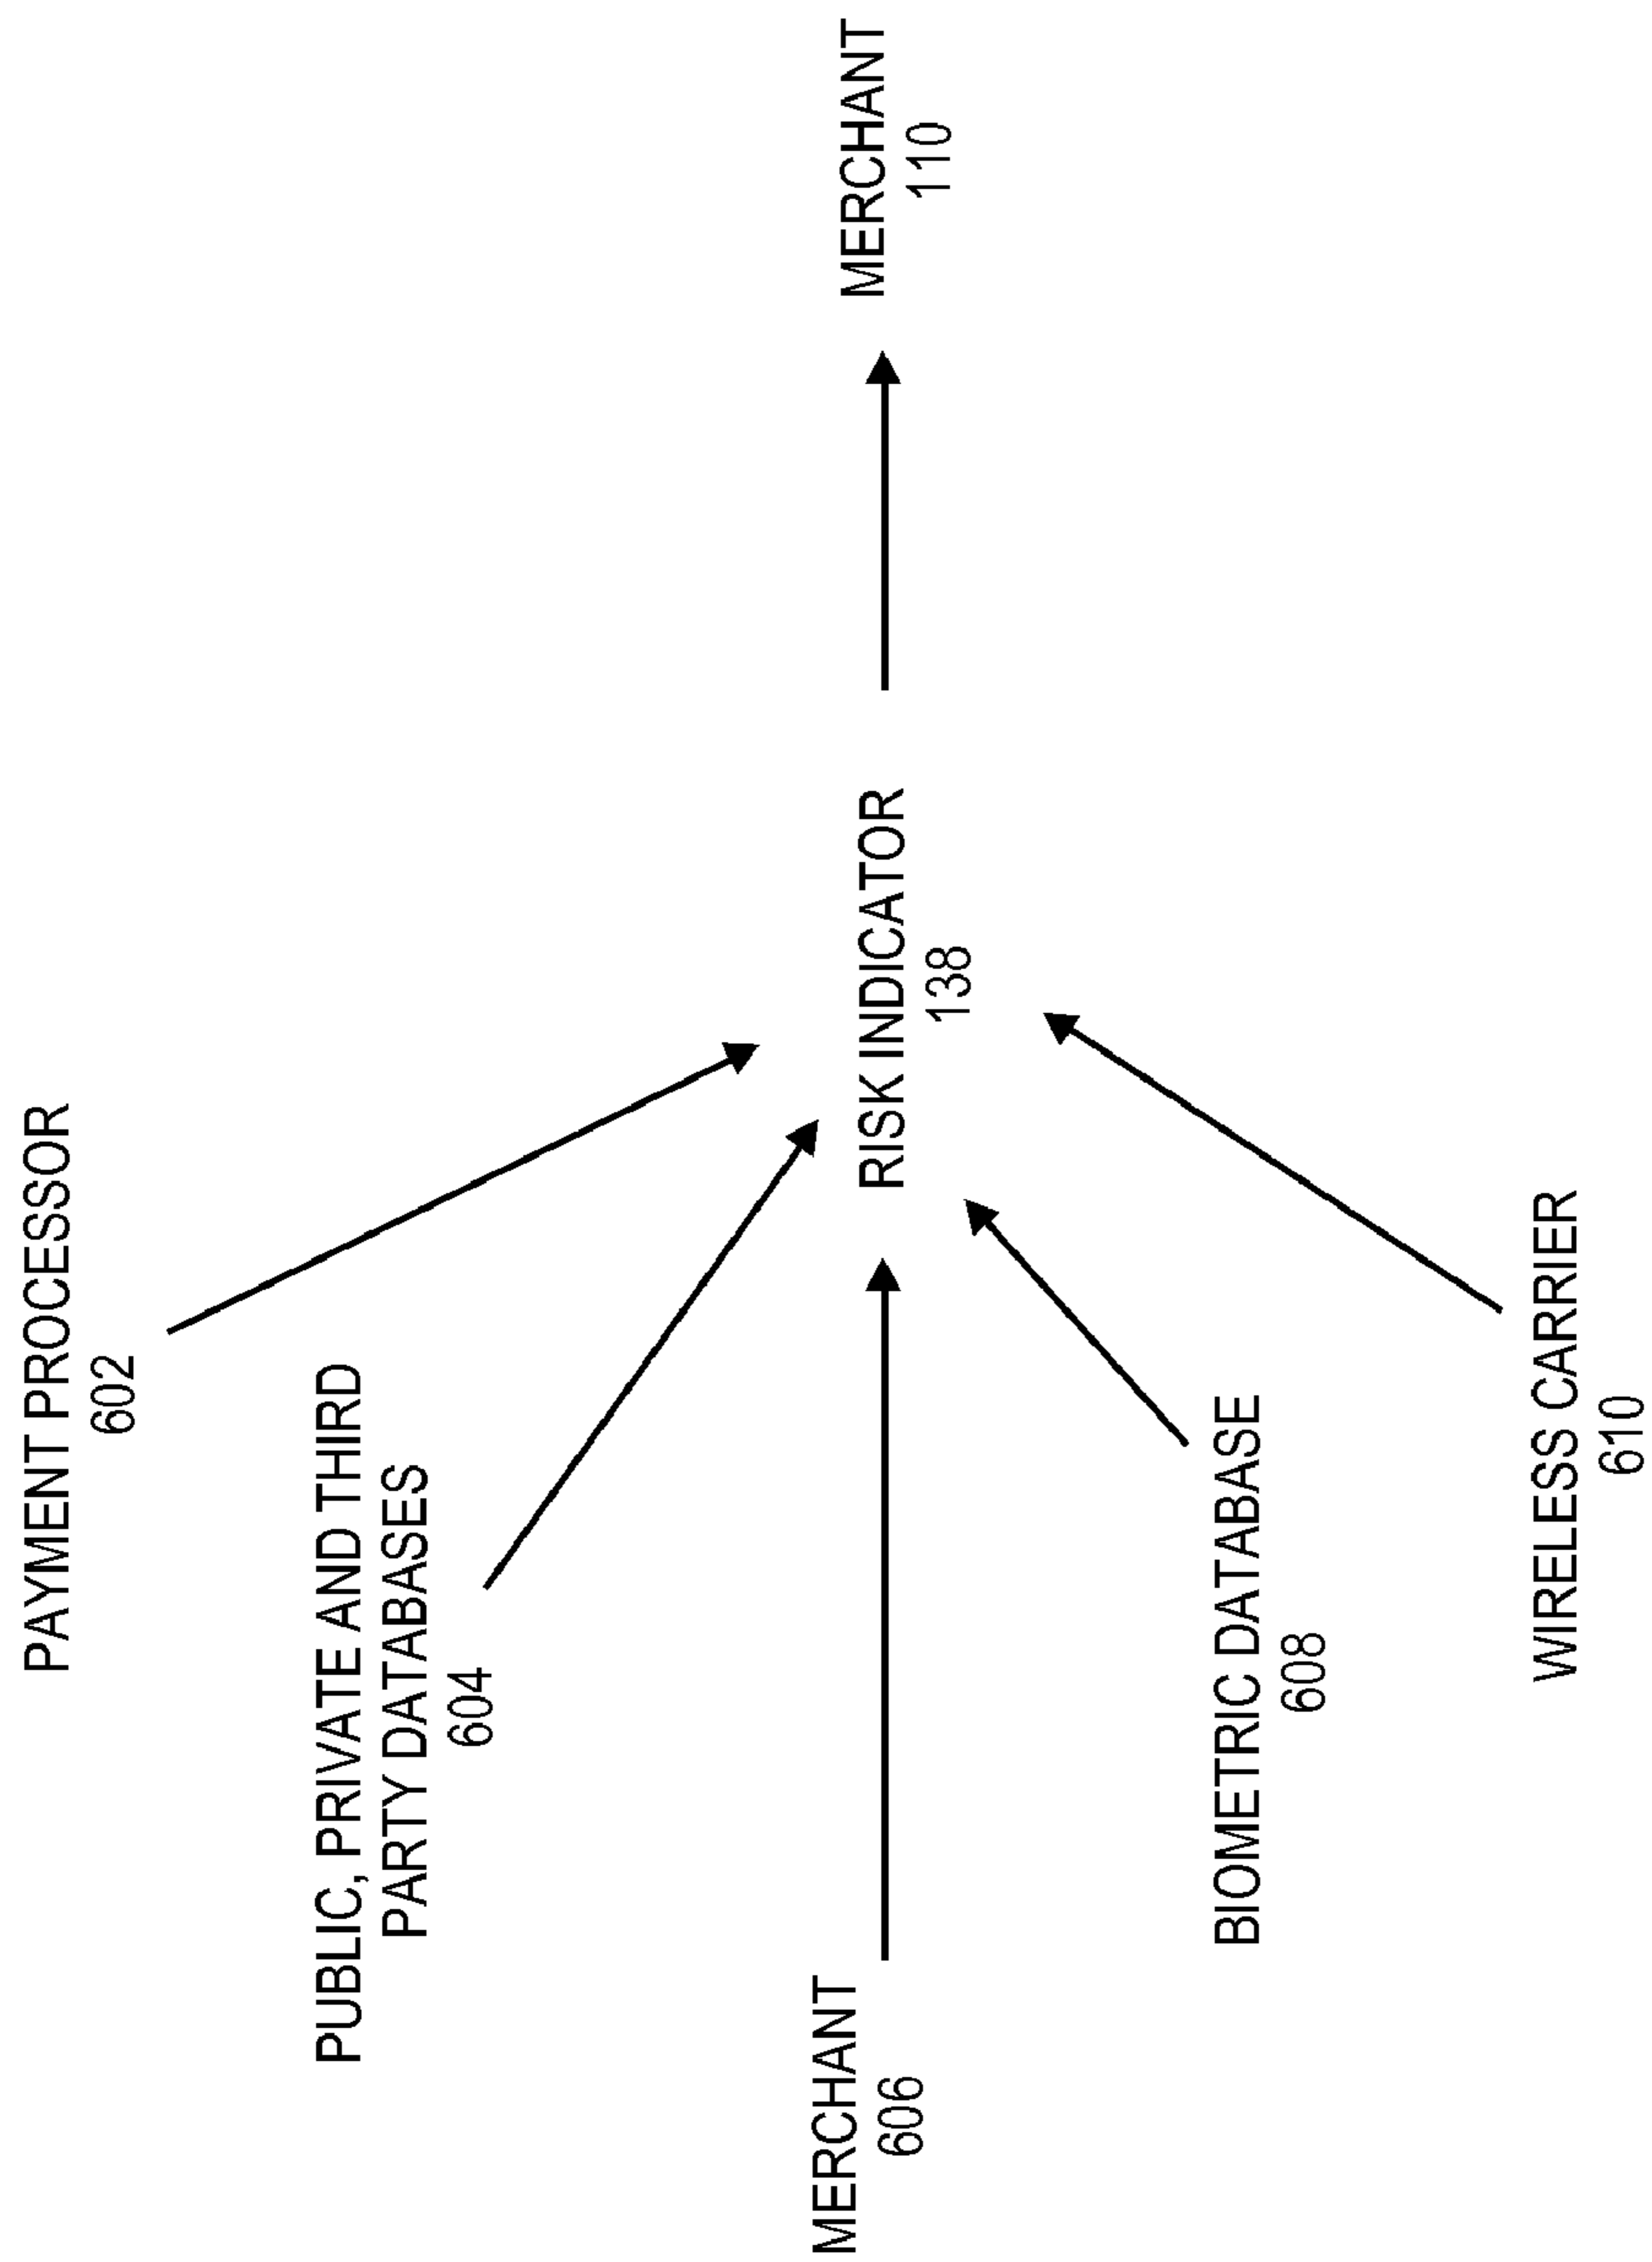 PAYMENT PROCESSOR
602
PUBLIC, PRIVATE AND THIRD
PARTY DATABASES
604
MERCHANT
606
RISK INDICATOR
138
MERCHANT
110
BIOMETRIC DATABASE
608
WIRELESS CARRIER
610